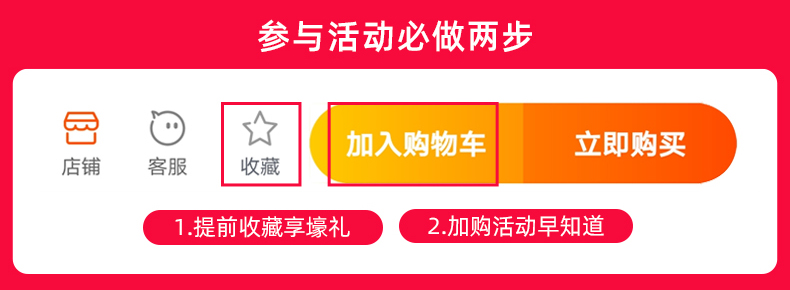 参与活动必做两步
店铺
客服
收藏
加入购物车
立即购买
1.提前收藏享壕礼
2.加购活动早知道